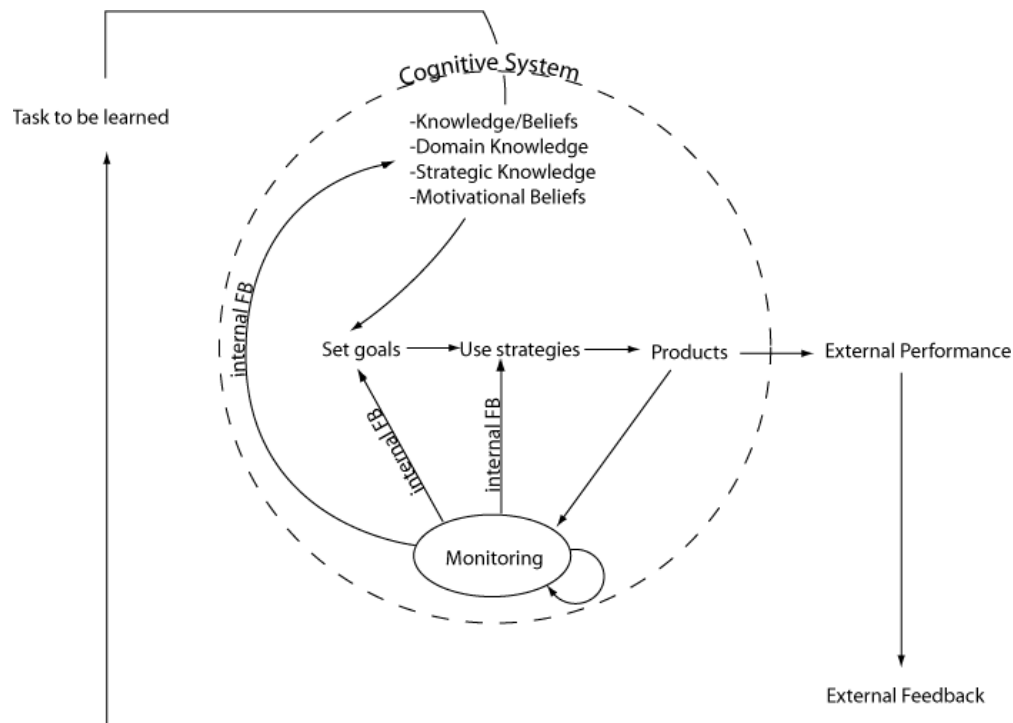 Cognitive System
Task to be learned
-Knowledge/Beliefs
-Domain Knowledge
-Strategic Knowledge
-Motivational Beliefs
internal FB
Set goals
Use strategies
Products
External Performance
internal FB
internal FB
Monitoring
External Feedback